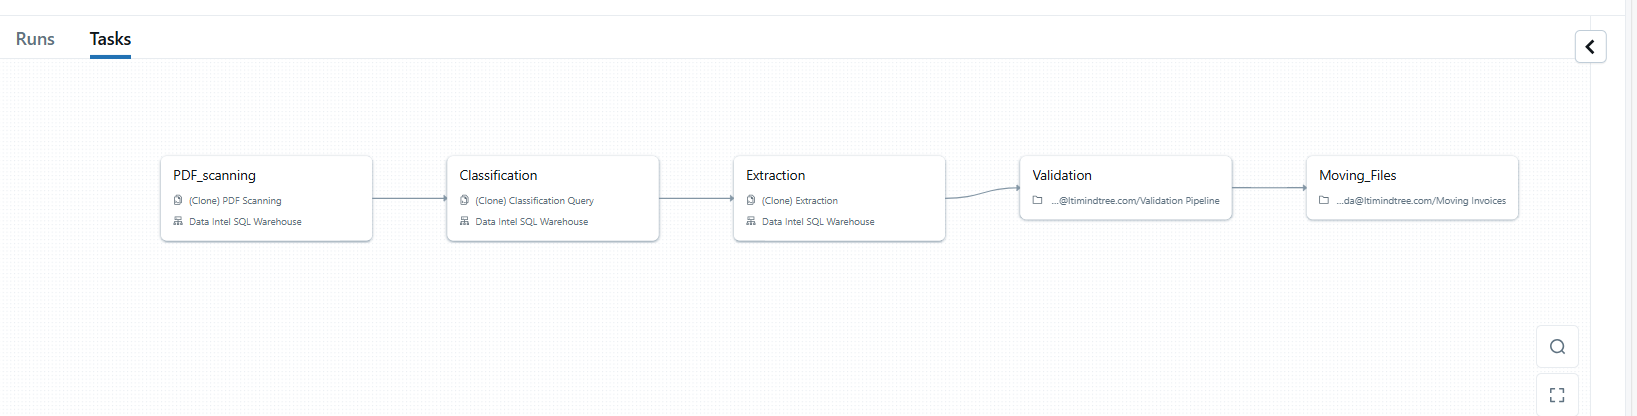 Runs
Tasks
PDF_scanning
(Clone) PDF Scanning
Data Intel SQL Warehouse
Classification
(Clone) Classification Query
Data Intel SQL Warehouse
Extraction
(Clone) Extraction
Data Intel SQL Warehouse
Validation
...@ltimindtree.com/Validation Pipeline
Moving_Files
...da@ltimindtree.com/Moving Invoices